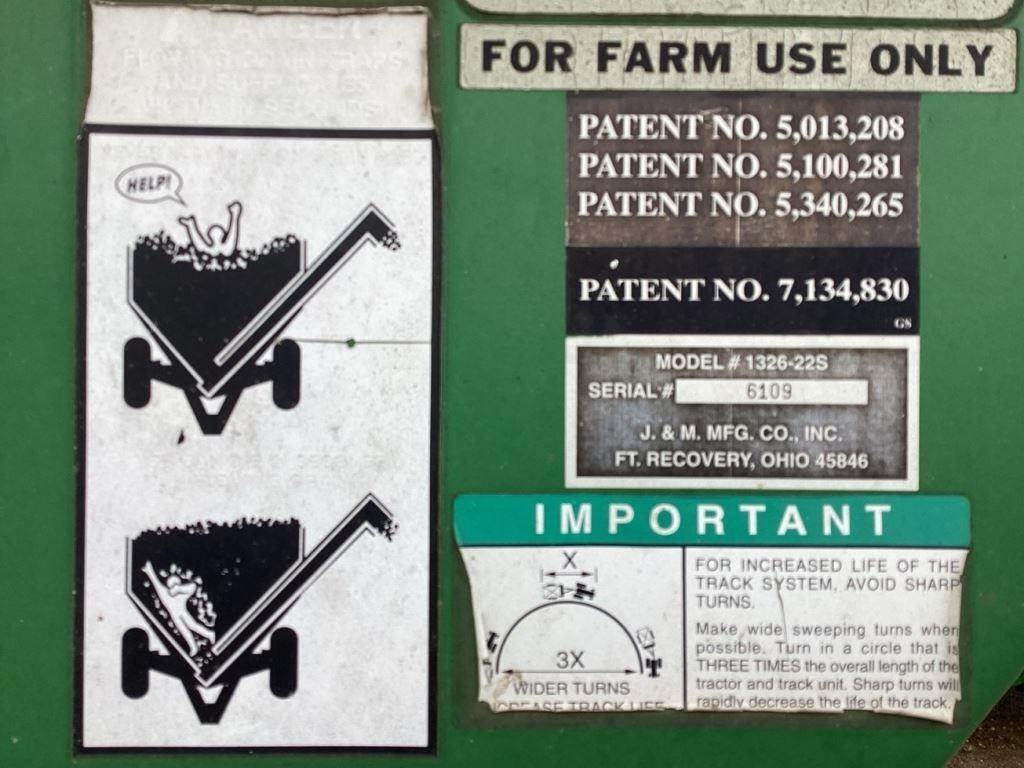 DANGER
HELP!
FOR FARM USE ONLY
PATENT NO. 5,013,208
PATENT NO. 5,100,281
PATENT NO. 5,340,265
PATENT NO. 7,134,830
GS
MODEL # 1326-22S
SERIAL # 6109
J. & M. MFG. CO., INC.
FT. RECOVERY, OHIO 45846
IMPORTANT
X
3X
WIDER TURNS
TRACK LIFE
FOR INCREASED LIFE OF THE
TRACK SYSTEM, AVOID SHARP
TURNS.
Make wide sweeping turns when
possible. Turn in a circle that is
THREE TIMES the overall length of the
tractor and track unit. Sharp turns will
rapidly decrease the life of the track.